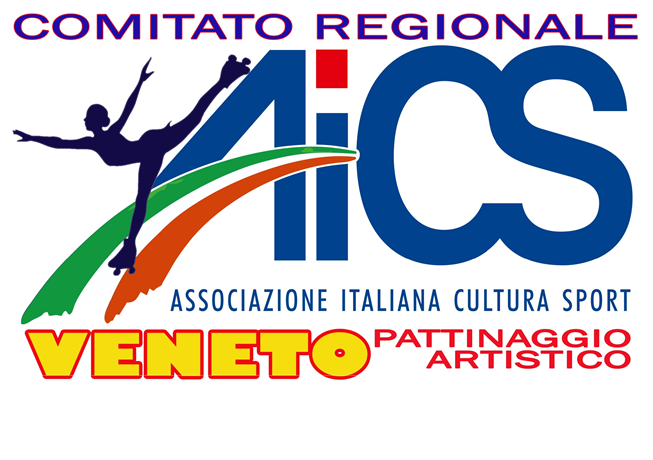 COMITATO REGIONALE
AiCS
ASSOCIAZIONE ITALIANA CULTURA SPORT
VENETO PATTINAGGIO
ARTISTICO